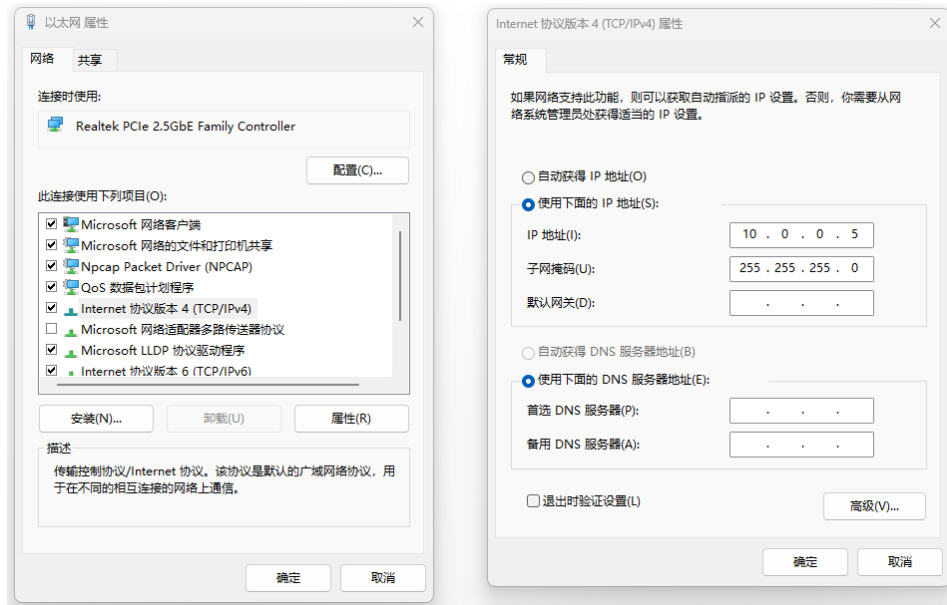 以太网 属性
网络
共享
连接时使用:
Realtek PCIe 2.5GbE Family Controller
配置(C)...
此连接使用下列项目(O):
Microsoft 网络客户端
Microsoft 网络的文件和打印机共享
Npcap Packet Driver (NPCAP)
QoS 数据包计划程序
Internet 协议版本 4 (TCP/IPv4)
Microsoft 网络适配器多路传送器协议
Microsoft LLDP 协议驱动程序
Internet 协议版本 6 (TCP/IPv6)
安装(N)...
卸载(U)
属性(R)
描述
传输控制协议/Internet 协议。该协议是默认的广域网络协议，用
于在不同的相互连接的网络上通信。
确定
取消
Internet 协议版本 4 (TCP/IPv4) 属性
常规
如果网络支持此功能，则可以获取自动指派的 IP 设置。否则，你需要从网
络系统管理员处获得适当的 IP 设置。
自动获得 IP 地址(O)
使用下面的 IP 地址(S):
IP 地址(I):
10 . 0 . 0 . 5
子网掩码(U):
255 . 255 . 255 . 0
默认网关(D):
. . .
自动获得 DNS 服务器地址(B)
使用下面的 DNS 服务器地址(E):
首选 DNS 服务器(P):
. . .
备用 DNS 服务器(A):
. . .
退出时验证设置(L)
高级(V)...
确定
取消